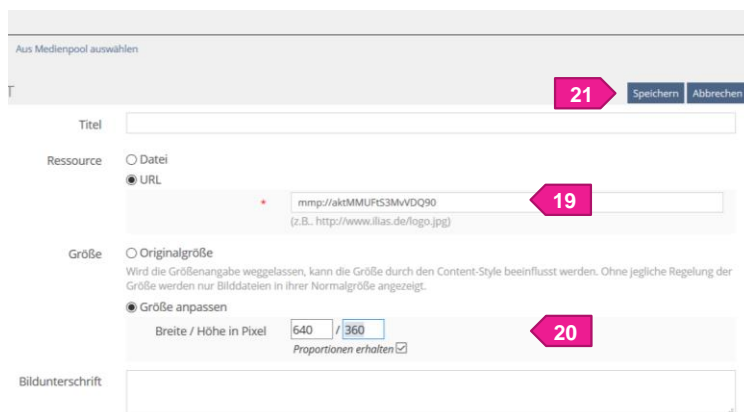 Aus Medienpool auswählen
T
21
Speichern Abbrechen
Titel
Ressource
Datei
URL
* mmp://aktMMUFtS3MvVDQ90
19
(z.B.. http://www.ilias.de/logo.jpg)
Größe
Originalgröße
Wird die Größenangabe weggelassen, kann die Größe durch den Content-Style beeinflusst werden. Ohne jegliche Regelung der
Größe werden nur Bilddateien in ihrer Normalgröße angezeigt.
Größe anpassen
Breite / Höhe in Pixel 640 / 360
20
Proportionen erhalten
Bildunterschrift